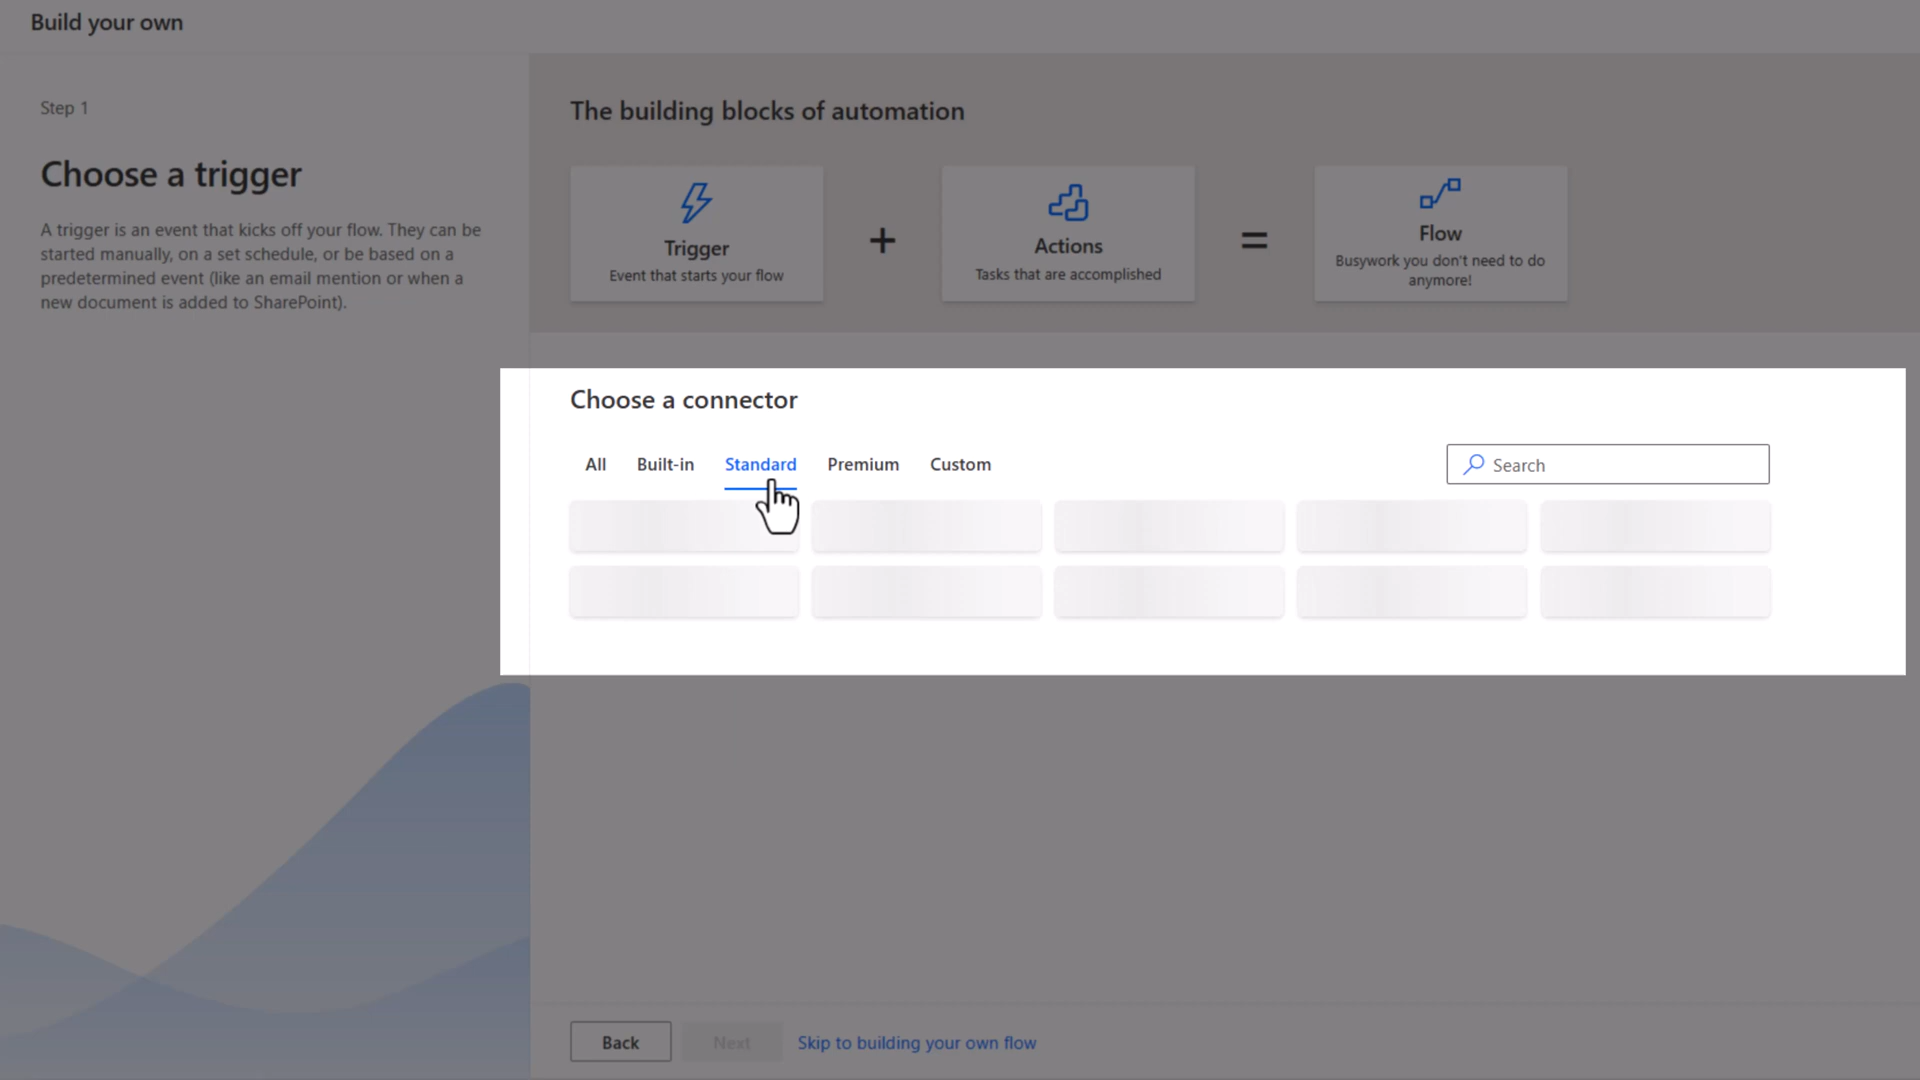 Build your own
Step 1
Choose a trigger
A trigger is an event that kicks off your flow. They can be
started manually, on a set schedule, or be based on a
predetermined event (like an email mention or when a
new document is added to SharePoint).
The building blocks of automation
Trigger
Event that starts your flow
+
Actions
Tasks that are accomplished
=
Flow
Busywork you don't need to do
anymore!
Choose a connector
All Built-in Standard Premium Custom
Search
Back Next Skip to building your own flow